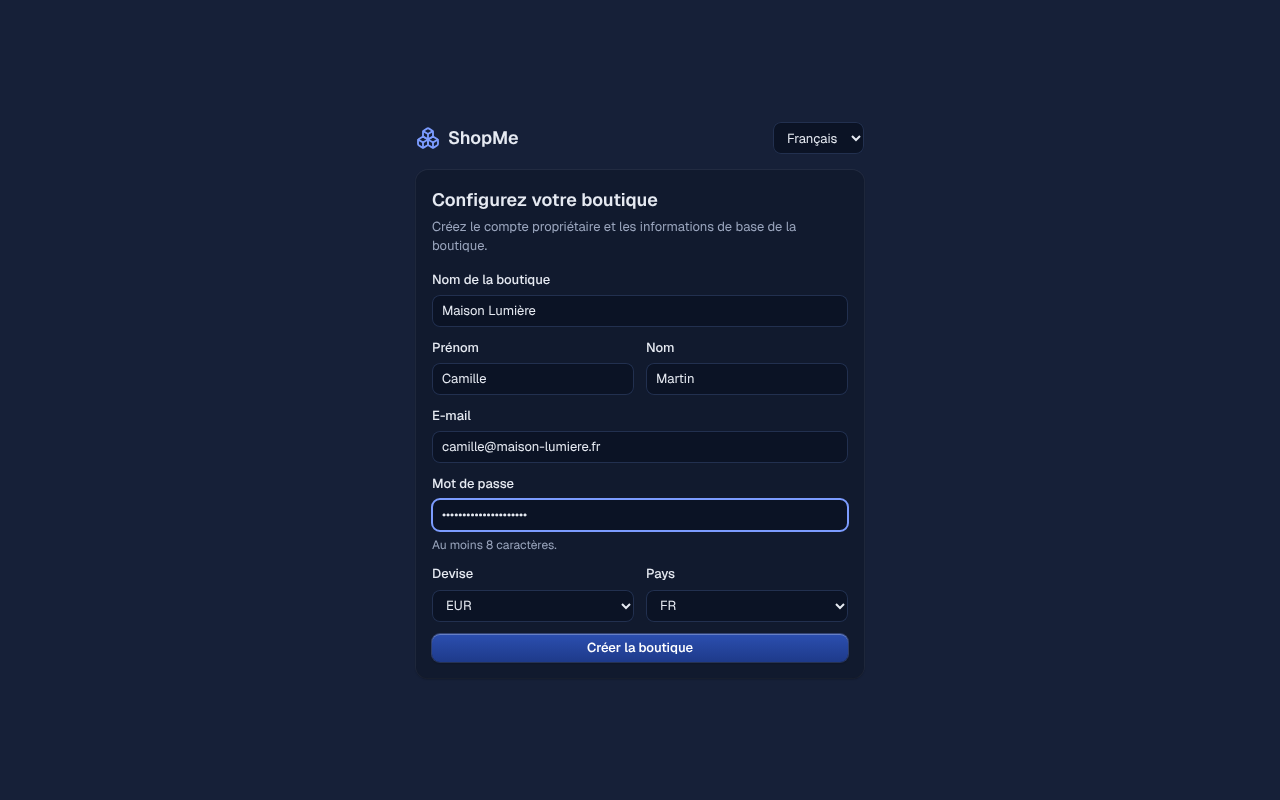 ShopMe
Français
Configurez votre boutique
Créez le compte propriétaire et les informations de base de la
boutique.
Nom de la boutique
Maison Lumière
Prénom
Nom
Camille
Martin
E-mail
camille@maison-lumiere.fr
Mot de passe
•••••••••••••••••••••
Au moins 8 caractères.
Devise
Pays
EUR
FR
Créer la boutique